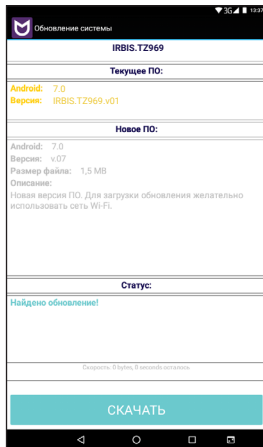 3G 13:37
Обновление системы
IRBIS.TZ969
Текущее ПО:
Android: 7.0
Версия: IRBIS.TZ969.v01
Новое ПО:
Android: 7.0
Версия: v.07
Размер файла: 1,5 MB
Описание:
Новая версия ПО. Для загрузки обновления желательно
использовать сеть Wi-Fi.
Статус:
Найдено обновление!
Скорость: 0 bytes, 0 seconds осталось.
СКАЧАТЬ